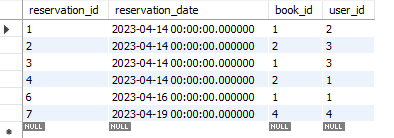 reservation_id reservation_date book_id user_id
1 2023-04-14 00:00:00.000000 1 2
2 2023-04-14 00:00:00.000000 2 3
3 2023-04-14 00:00:00.000000 1 3
4 2023-04-14 00:00:00.000000 2 1
6 2023-04-16 00:00:00.000000 1 1
7 2023-04-19 00:00:00.000000 4 4
NULL NULL NULL NULL